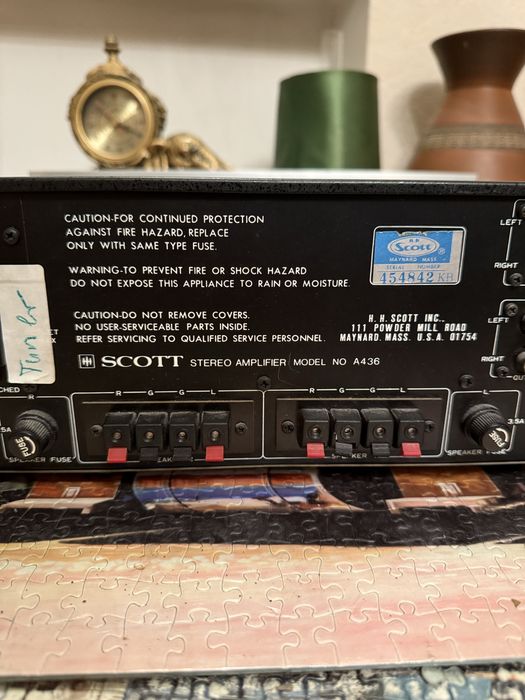 CAUTION-FOR CONTINUED PROTECTION
AGAINST FIRE HAZARD, REPLACE
ONLY WITH SAME TYPE FUSE.
WARNING-TO PREVENT FIRE OR SHOCK HAZARD
DO NOT EXPOSE THIS APPLIANCE TO RAIN OR MOISTURE.
CAUTION-DO NOT REMOVE COVERS.
NO USER-SERVICEABLE PARTS INSIDE.
REFER SERVICING TO QUALIFIED SERVICE PERSONNEL.
H.H. Scott ®
MAYNARD MASS.
SERIAL NUMBER
454842 KR
H. H. SCOTT INC.,
111 POWDER MILL ROAD
MAYNARD. MASS. U.S.A. 01754
SCOTT STEREO AMPLIFIER MODEL NO A436
LEFT
RIGHT
LEFT
RIGHT
R
R G G L
R G G L
L
FUSE
FUSE
3.5A
SPEAKER FUSE
SPEAKER
SPEAKER FUSE